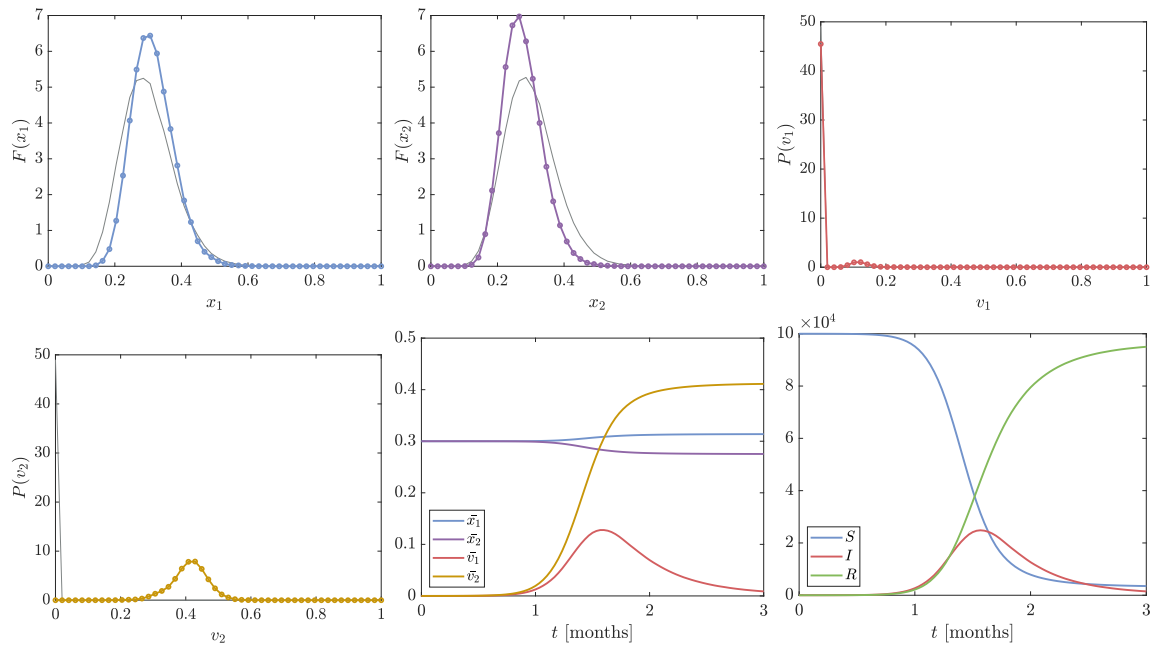 7
6
5
4
3
2
1
0
F(x₁)
0 0.2 0.4 0.6 0.8 1
x₁
7
6
5
4
3
2
1
0
F(x₂)
0 0.2 0.4 0.6 0.8 1
x₂
50
40
30
20
10
0
P(v₁)
0 0.2 0.4 0.6 0.8 1
v₁
50
40
30
20
10
0
P(v₂)
0 0.2 0.4 0.6 0.8 1
v₂
0.5
0.4
0.3
0.2
0.1
0
x̄₁
x̄₂
v̄₁
v̄₂
0 1 2 3
t [months]
×10⁴
10
8
6
4
2
0
S
I
R
0 1 2 3
t [months]